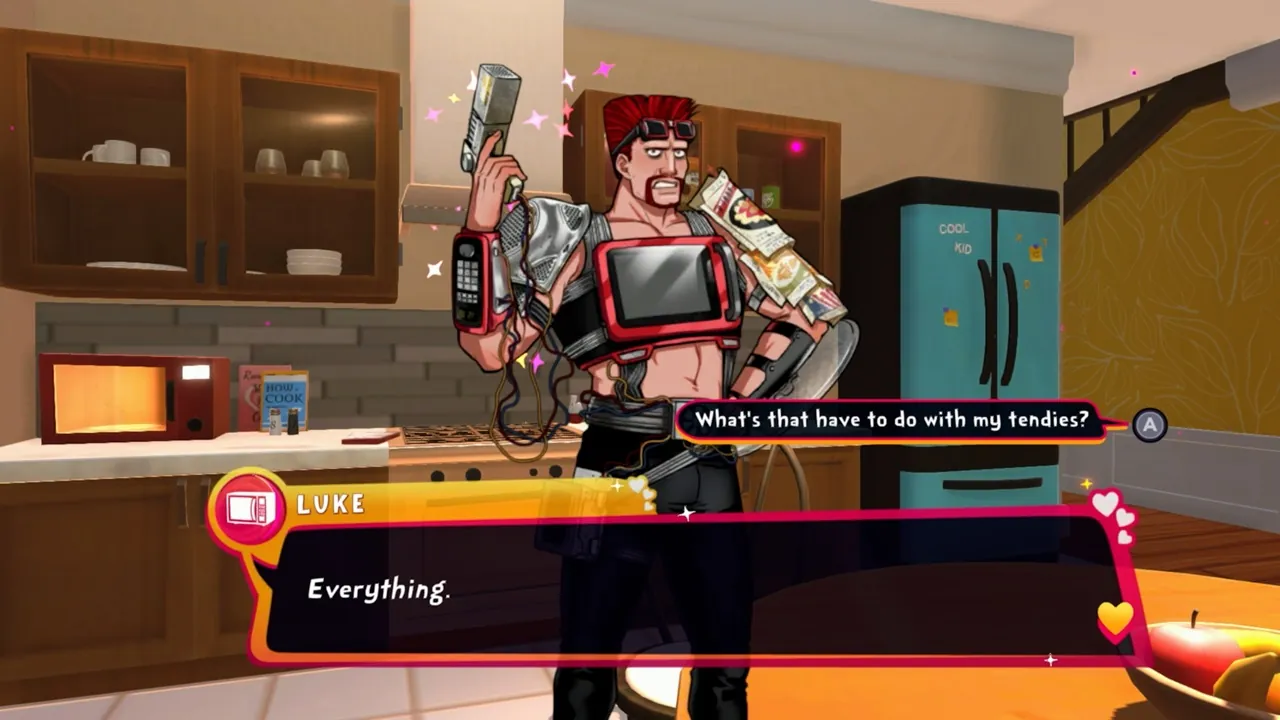 COOL
KID
HOW
COOK
What's that have to do with my tendies?
A
LUKE
Everything.